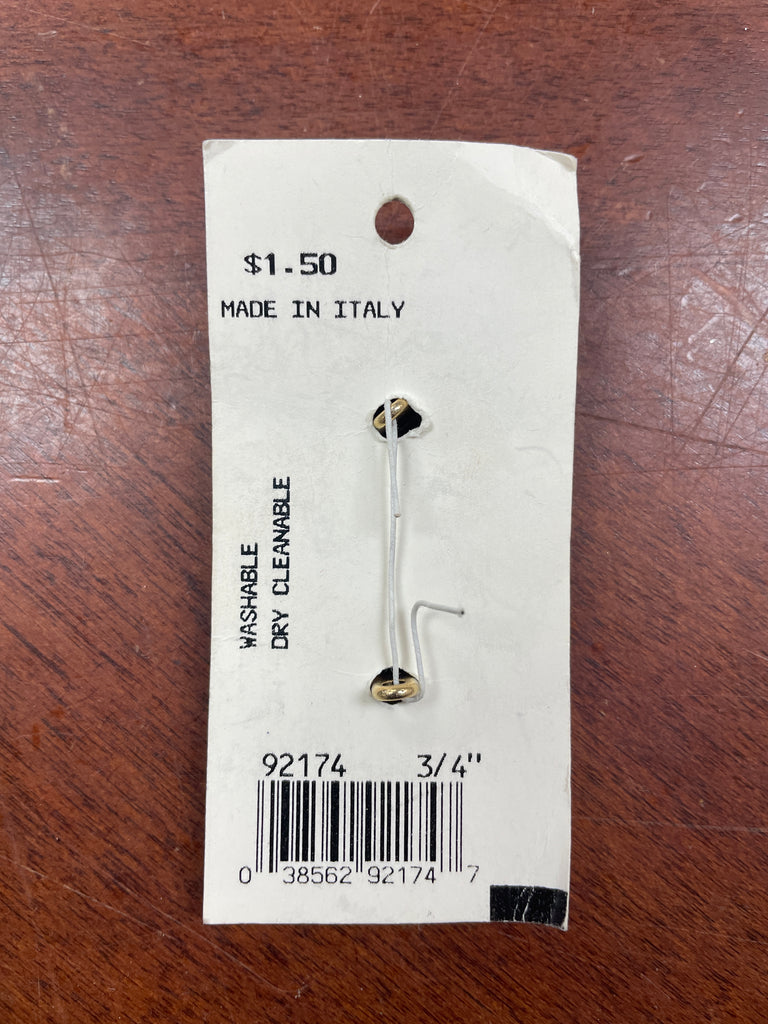 $1.50
MADE IN ITALY
WASHABLE
DRY CLEANABLE
92174 3/4"
0 38562 92174 7